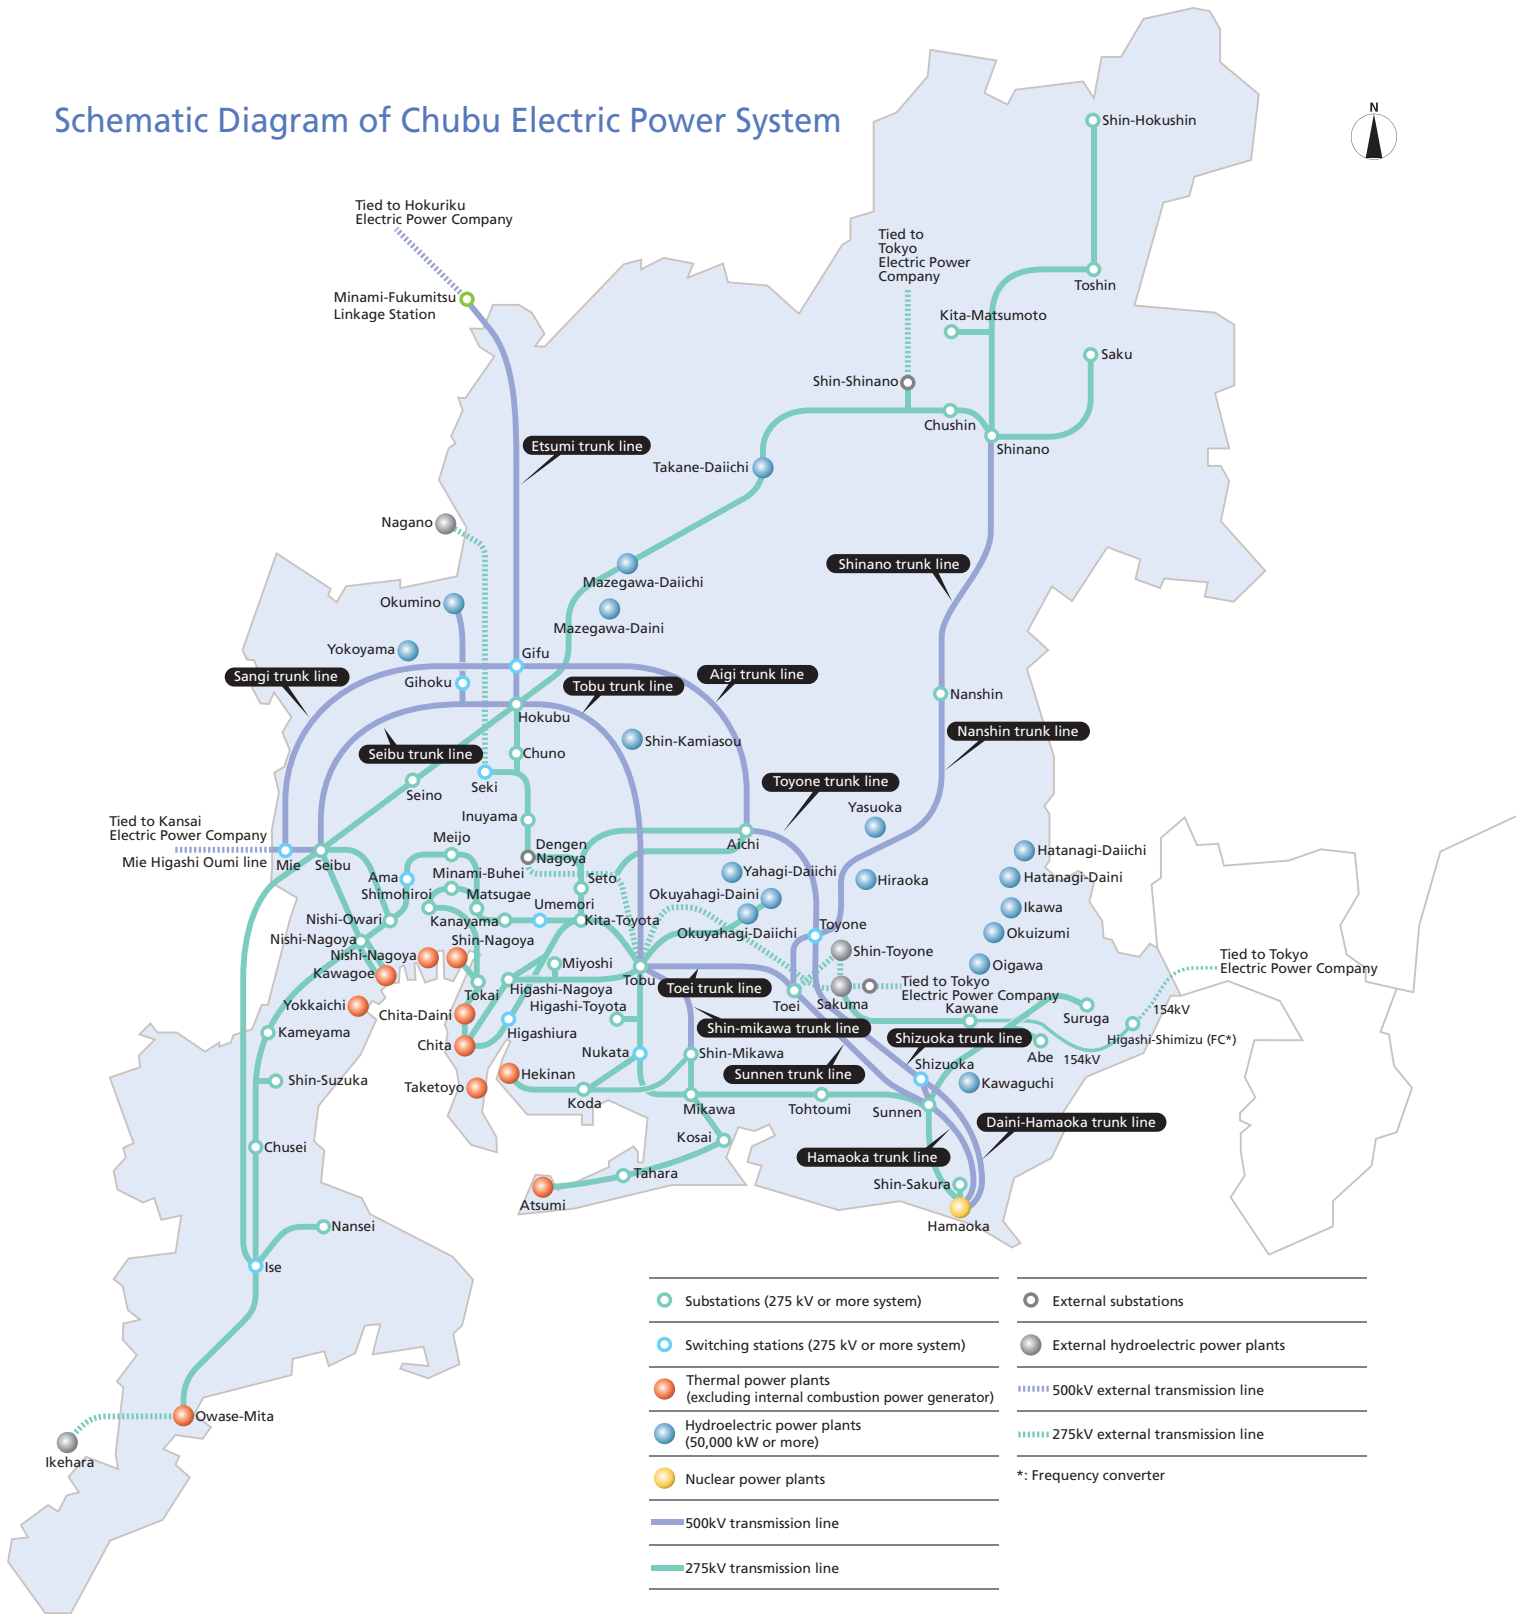 Schematic Diagram of Chubu Electric Power System
N
Shin-Hokushin
Tied to Hokuriku
Electric Power Company
Tied to
Tokyo
Electric Power
Company
Toshin
Minami-Fukumitsu
Linkage Station
Kita-Matsumoto
Saku
Shin-Shinano
Chushin
Shinano
Etsumi trunk line
Takane-Daiichi
Nagano
Shinano trunk line
Mazegawa-Daiichi
Okumino
Mazegawa-Daini
Yokoyama
Gifu
Sangi trunk line
Gihoku
Tobu trunk line
Aigi trunk line
Nanshin
Hokubu
Nanshin trunk line
Shin-Kamiasou
Seibu trunk line
Chuno
Toyone trunk line
Seki
Seino
Yasuoka
Inuyama
Tied to Kansai
Electric Power Company
Mie Higashi Oumi line
Mie
Seibu
Meijo
Dengen
Nagoya
Aichi
Hatanagi-Daiichi
Ama
Minami-Buhei
Seto
Yahagi-Daiichi
Hiraoka
Hatanagi-Daini
Shimohiroi
Matsugae
Okuyahagi-Daini
Umemori
Ikawa
Nishi-Owari
Kanayama
Kita-Toyota
Toyone
Okuyahagi-Daiichi
Okuizumi
Nishi-Nagoya
Shin-Nagoya
Nishi-Nagoya
Shin-Toyone
Tied to Tokyo
Electric Power Company
Kawagoe
Miyoshi
Oigawa
Tobu
Toei trunk line
Tokai
Higashi-Nagoya
Tied to Tokyo
Electric Power Company
Yokkaichi
Higashi-Toyota
Toei
Sakuma
Kawane
Chita-Daini
Suruga
154kV
Kameyama
Higashiura
Shin-mikawa trunk line
Shizuoka trunk line
Higashi-Shimizu (FC*)
Chita
Nukata
Shin-Mikawa
Abe
154kV
Shizuoka
Hekinan
Sunnen trunk line
Shin-Suzuka
Taketoyo
Kawaguchi
Koda
Mikawa
Tohtoumi
Sunnen
Daini-Hamaoka trunk line
Kosai
Chusei
Hamaoka trunk line
Tahara
Shin-Sakura
Atsumi
Hamaoka
Nansei
Ise
Substations (275 kV or more system)
External substations
Switching stations (275 kV or more system)
External hydroelectric power plants
Thermal power plants
(excluding internal combustion power generator)
500kV external transmission line
Owase-Mita
Hydroelectric power plants
(50,000 kW or more)
275kV external transmission line
Ikehara
Nuclear power plants
*: Frequency converter
500kV transmission line
275kV transmission line